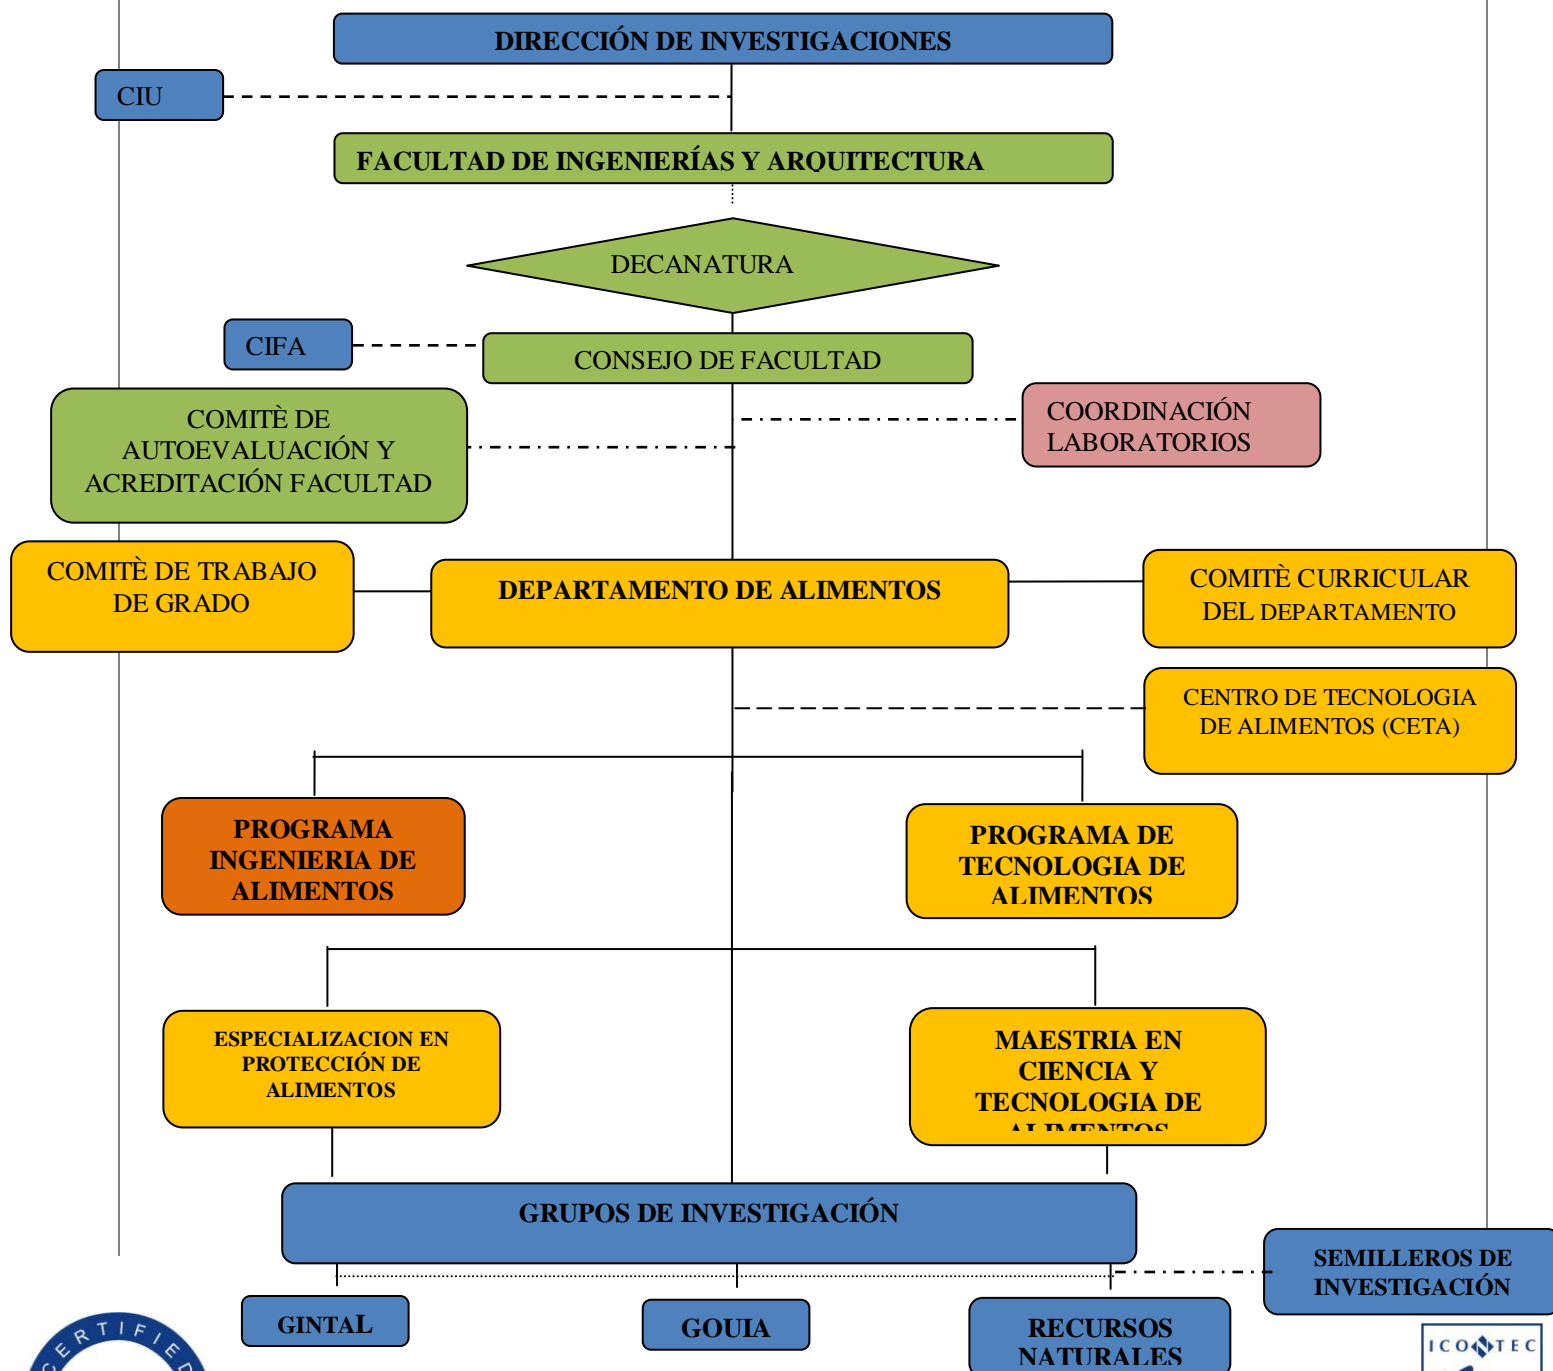 DIRECCIÓN DE INVESTIGACIONES
CIU
FACULTAD DE INGENIERÍAS Y ARQUITECTURA
DECANATURA
CIFA
CONSEJO DE FACULTAD
COMITÈ DE
AUTOEVALUACIÓN Y
ACREDITACIÓN FACULTAD
COORDINACIÓN
LABORATORIOS
COMITÈ DE TRABAJO
DE GRADO
DEPARTAMENTO DE ALIMENTOS
COMITÈ CURRICULAR
DEL DEPARTAMENTO
CENTRO DE TECNOLOGIA
DE ALIMENTOS (CETA)
PROGRAMA
INGENIERIA DE
ALIMENTOS
PROGRAMA DE
TECNOLOGIA DE
ALIMENTOS
ESPECIALIZACION EN
PROTECCIÓN DE
ALIMENTOS
MAESTRIA EN
CIENCIA Y
TECNOLOGIA DE
ALIMENTOS
GRUPOS DE INVESTIGACIÓN
SEMILLEROS DE
INVESTIGACIÓN
GINTAL
GOUIA
RECURSOS
NATURALES
CERTIFIED
ICONTEC